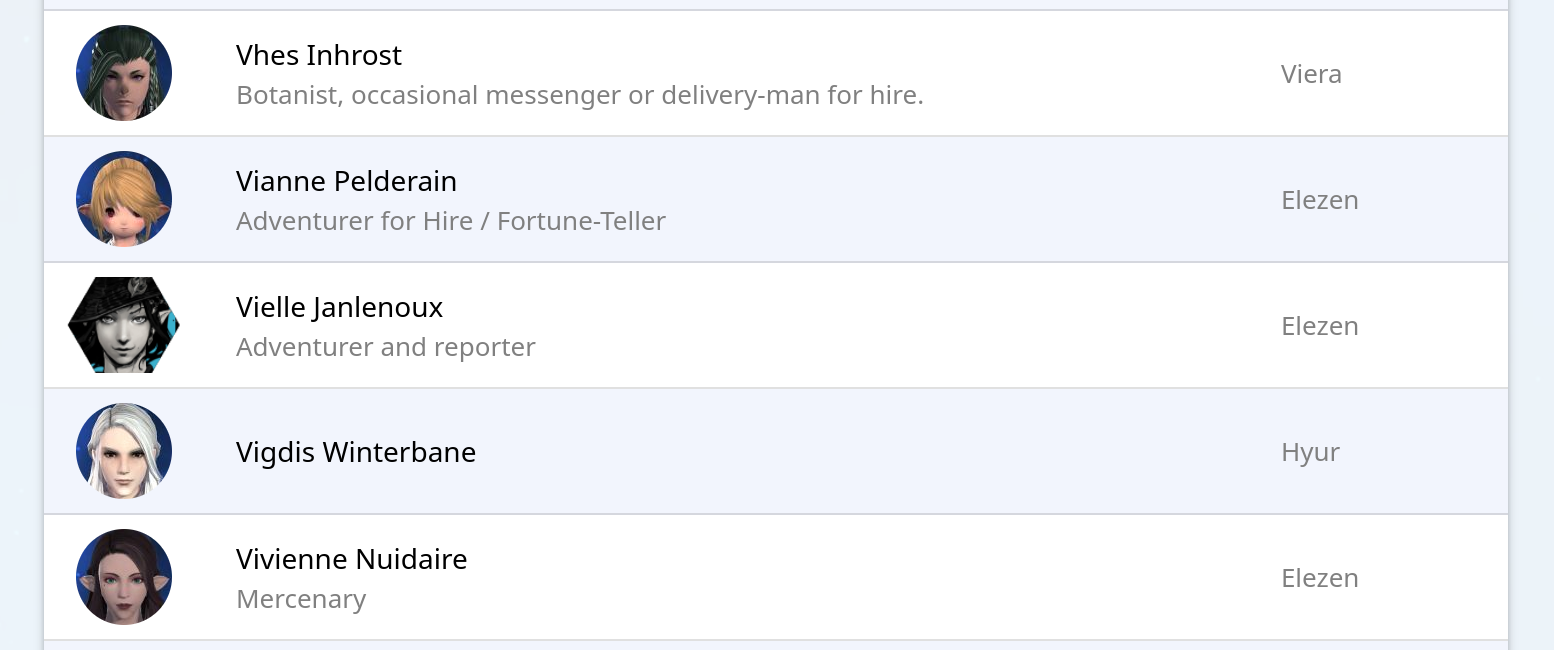 Vhes Inhrost
Botanist, occasional messenger or delivery-man for hire.
Viera
Vianne Pelderain
Adventurer for Hire / Fortune-Teller
Elezen
Vielle Janlenoux
Adventurer and reporter
Elezen
Vigdis Winterbane
Hyur
Vivienne Nuidaire
Mercenary
Elezen